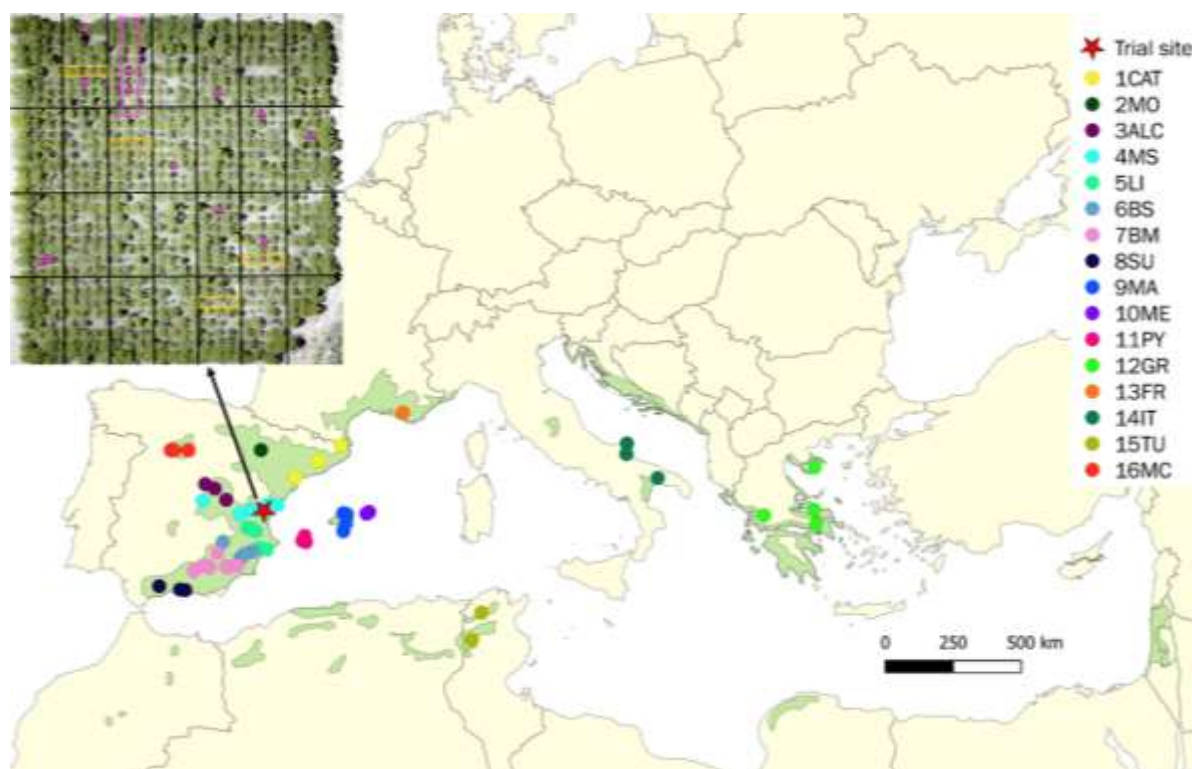 Trial site
1CAT
2MO
3ALC
4MS
5LI
6BS
7BM
8SU
9MA
10ME
11PY
12GR
13FR
14IT
15TU
16MC
0 250 500 km